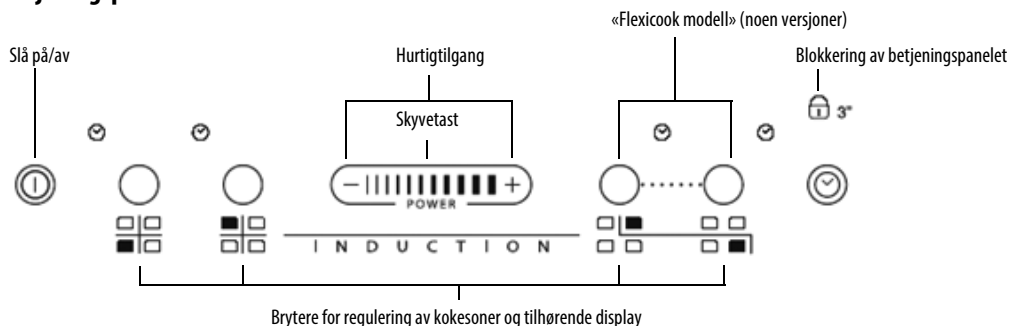 «Flexicook modell» (noen versjoner)
Slå på/av
Hurtigtilgang
Blokkering av betjeningspanelet
Skyvetast
3"
− +
POWER
INDUCTION
Brytere for regulering av kokesoner og tilhørende display